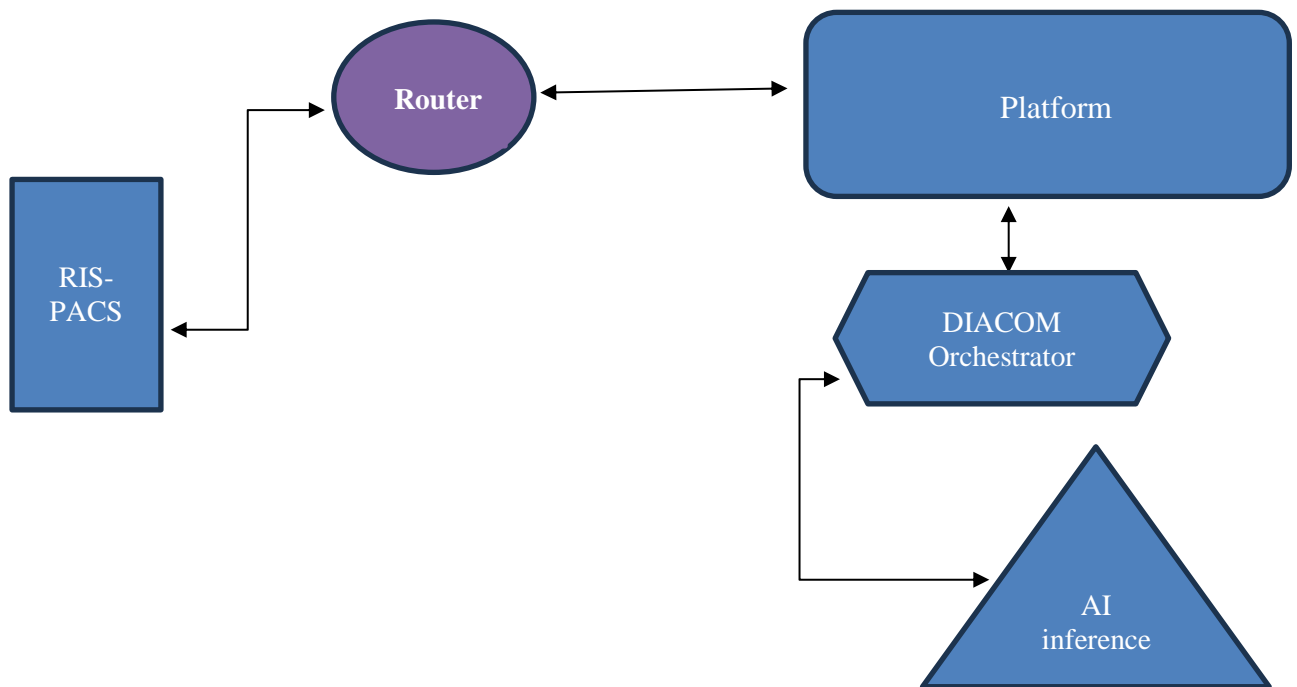 Router
Platform
RIS-
PACS
DIACOM
Orchestrator
AI
inference